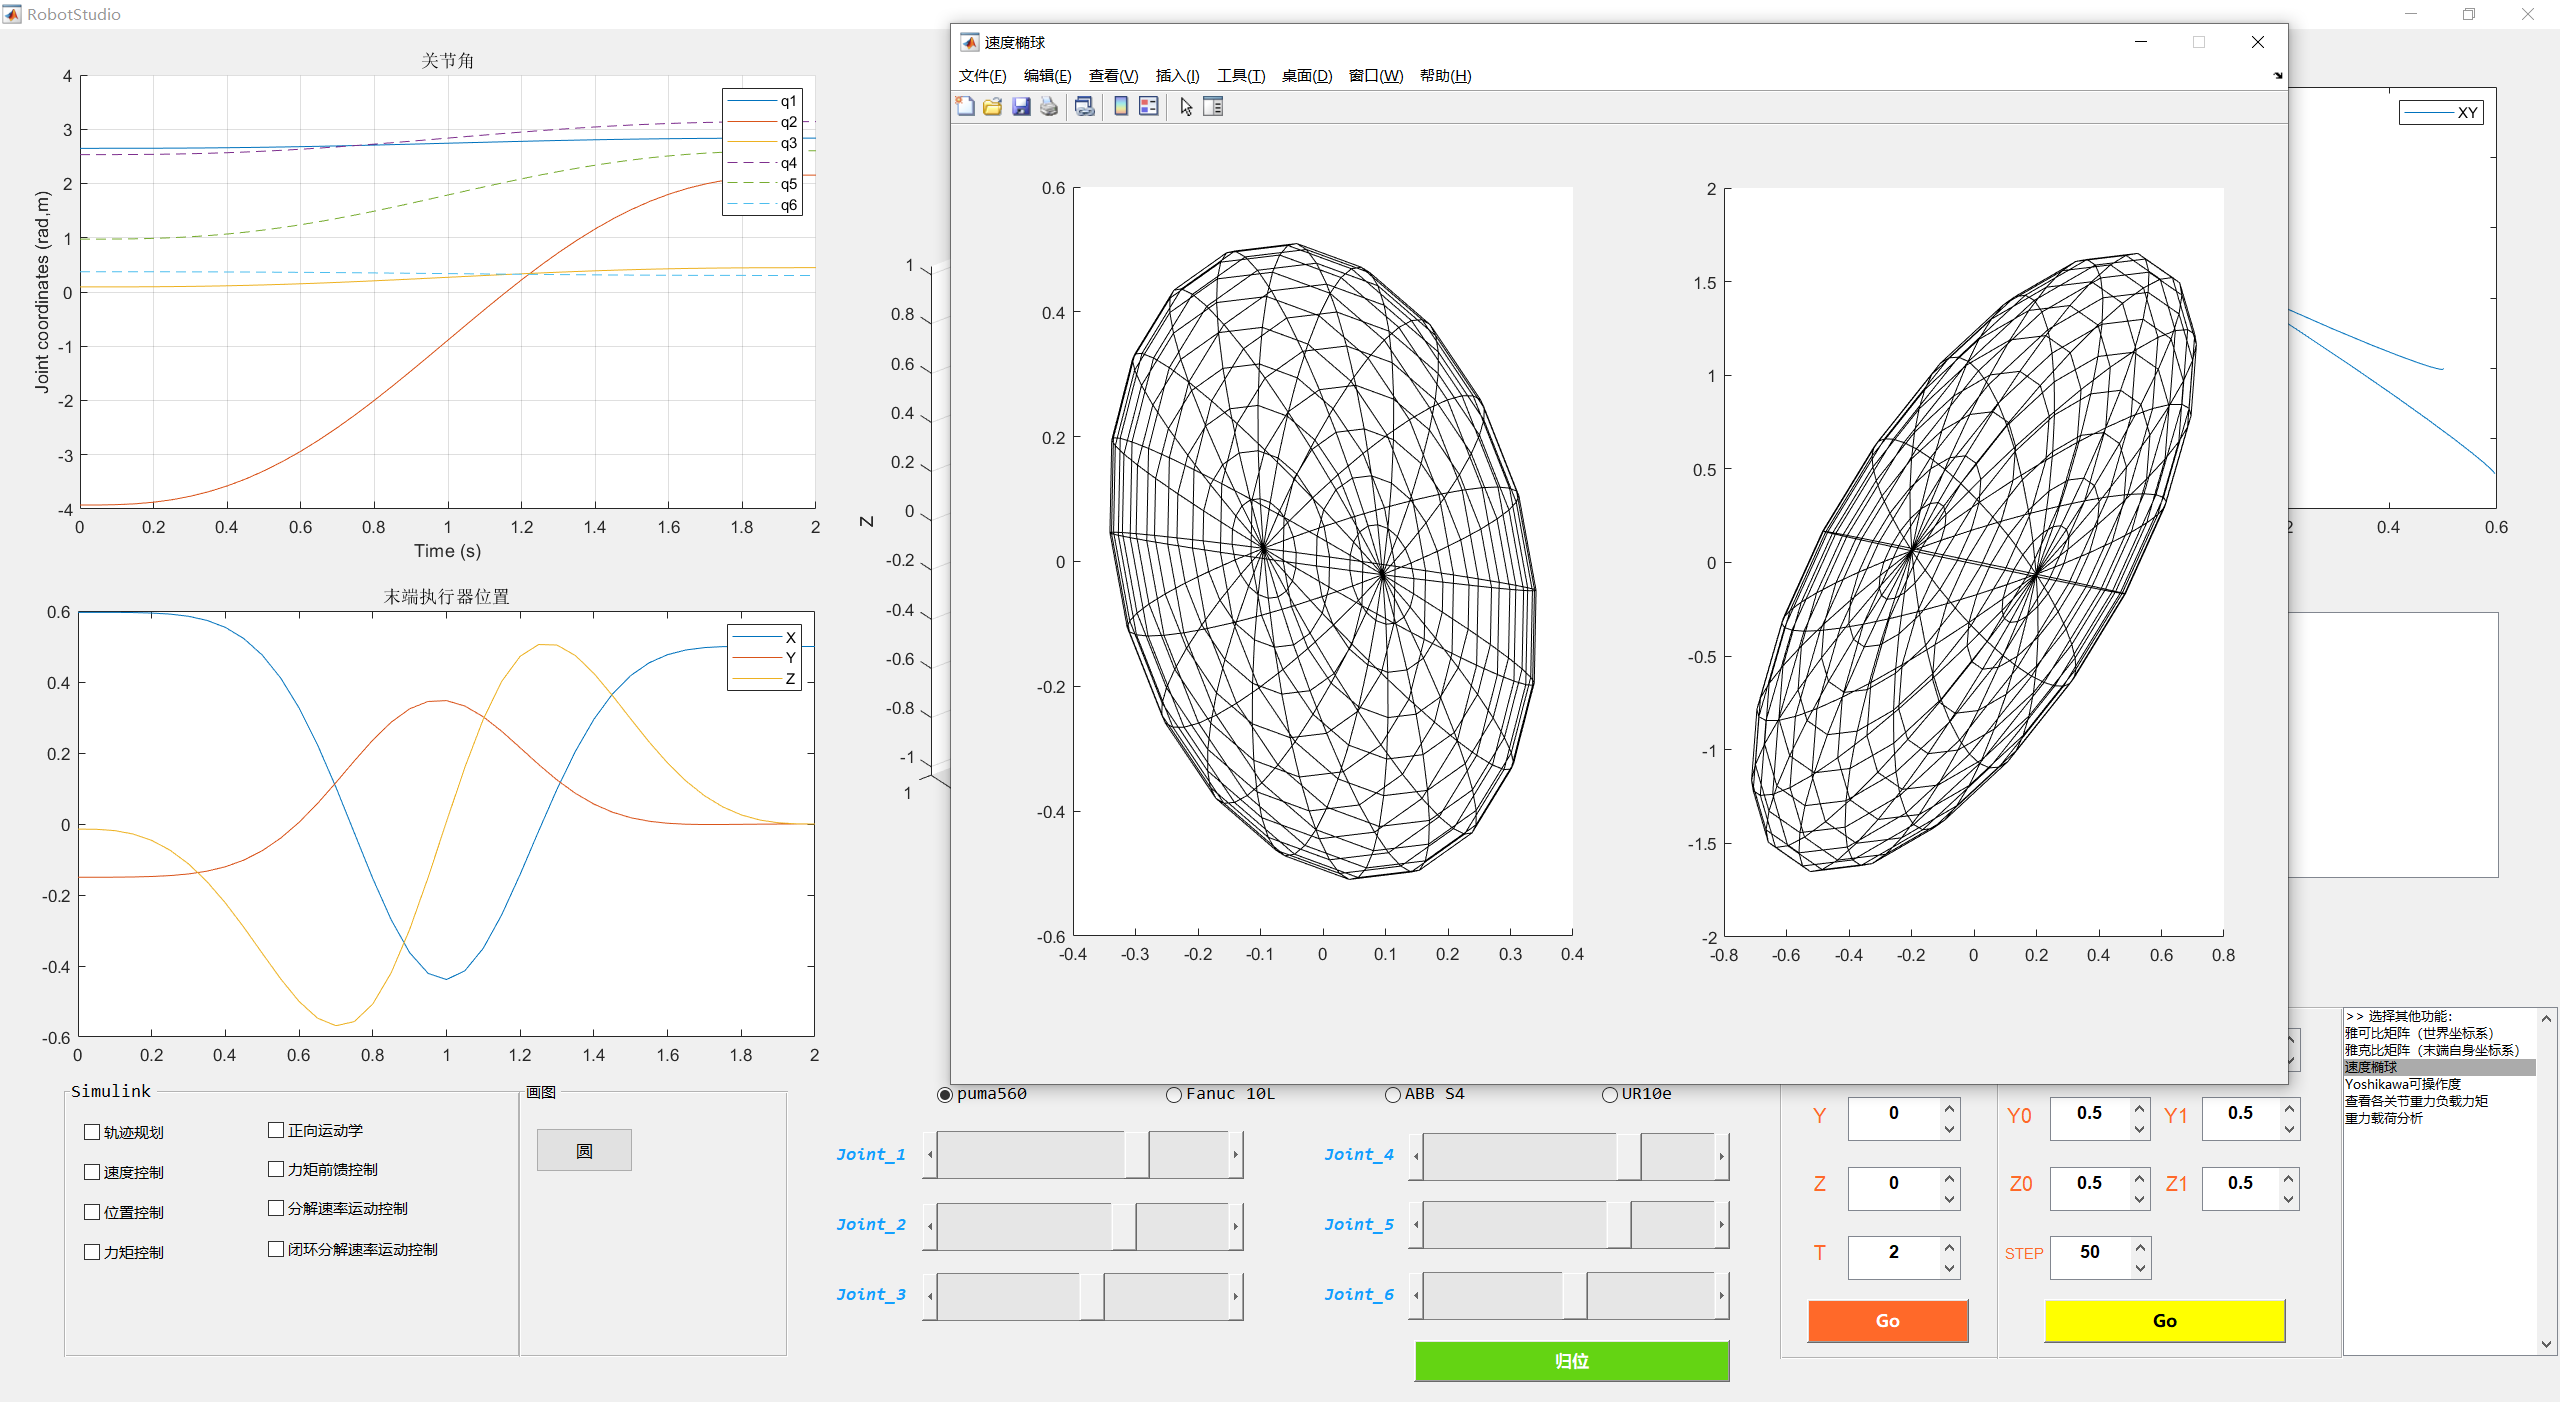 RobotStudio
关节角
4
3
2
1
0
-1
-2
-3
-4
Joint coordinates (rad,m)
0 0.2 0.4 0.6 0.8 1 1.2 1.4 1.6 1.8 2
Time (s)
q1
q2
q3
q4
q5
q6
末端执行器位置
0.6
0.4
0.2
0
-0.2
-0.4
-0.6
0 0.2 0.4 0.6 0.8 1 1.2 1.4 1.6 1.8 2
X
Y
Z
1
0.8
0.6
0.4
0.2
0
-0.2
-0.4
-0.6
-0.8
-1
1
Z
速度椭球
文件(F) 编辑(E) 查看(V) 插入(I) 工具(T) 桌面(D) 窗口(W) 帮助(H)
0.6
0.4
0.2
0
-0.2
-0.4
-0.6
-0.4 -0.3 -0.2 -0.1 0 0.1 0.2 0.3 0.4
2
1.5
1
0.5
0
-0.5
-1
-1.5
-2
-0.8 -0.6 -0.4 -0.2 0 0.2 0.4 0.6 0.8
XY
0.4 0.6
Simulink
轨迹规划
速度控制
位置控制
力矩控制
正向运动学
力矩前馈控制
分解速率运动控制
闭环分解速率运动控制
画图
圆
puma560 Fanuc 10L ABB S4 UR10e
Joint_1
Joint_2
Joint_3
Joint_4
Joint_5
Joint_6
归位
Y 0
Z 0
T 2
Go
Y0 0.5 Y1 0.5
Z0 0.5 Z1 0.5
STEP 50
Go
>> 选择其他功能:
雅可比矩阵（世界坐标系）
雅克比矩阵（末端自身坐标系）
速度椭球
Yoshikawa可操作度
查看各关节重力负载力矩
重力载荷分析